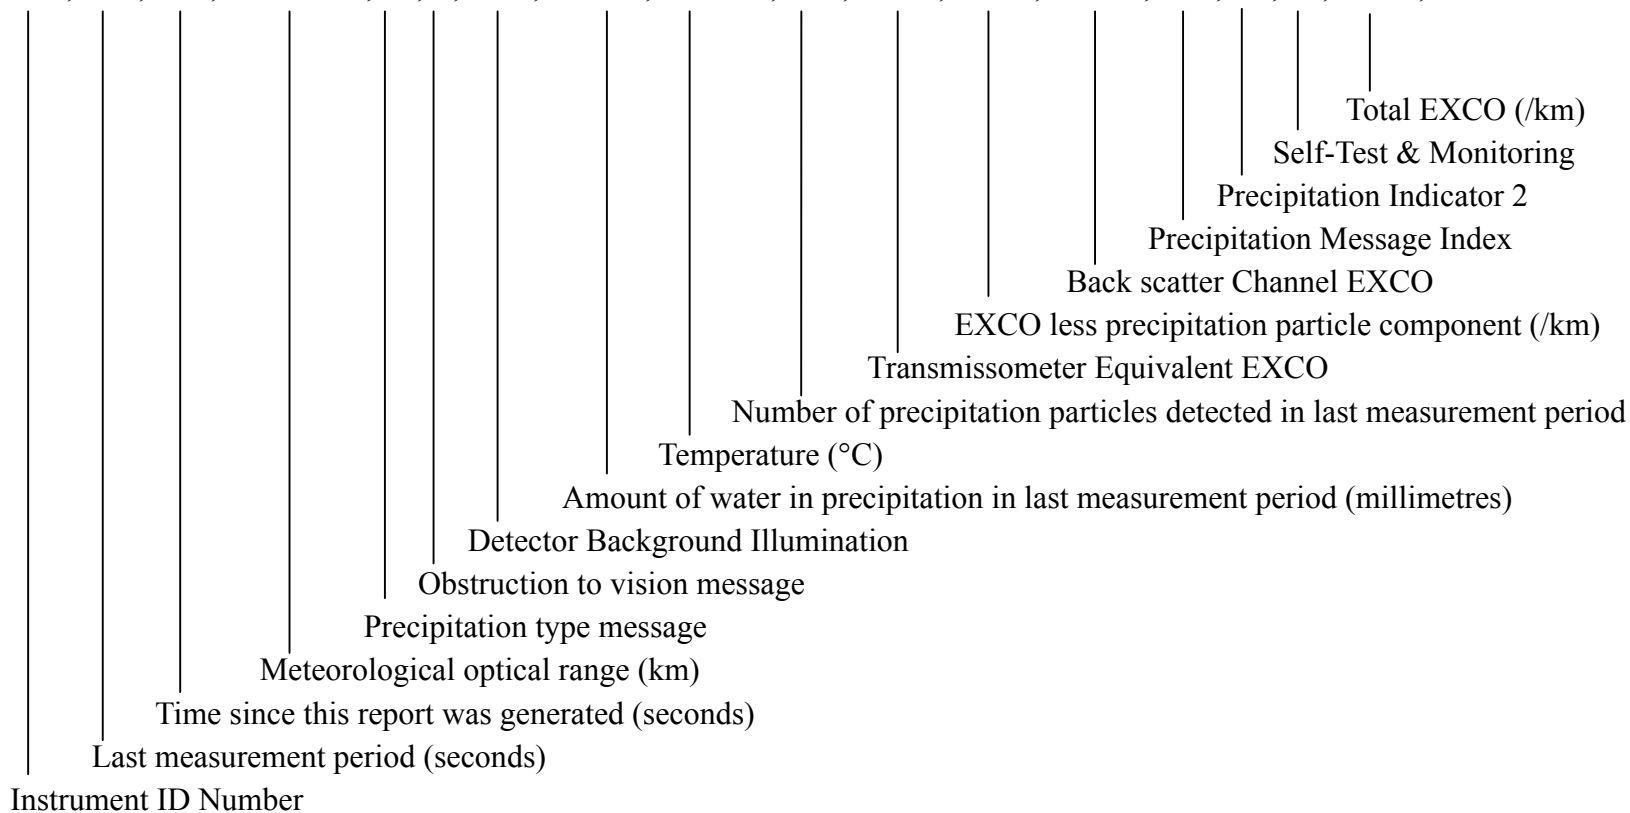 Total EXCO (/km)
Self-Test & Monitoring
Precipitation Indicator 2
Precipitation Message Index
Back scatter Channel EXCO
EXCO less precipitation particle component (/km)
Transmissometer Equivalent EXCO
Number of precipitation particles detected in last measurement period
Temperature (°C)
Amount of water in precipitation in last measurement period (millimetres)
Detector Background Illumination
Obstruction to vision message
Precipitation type message
Meteorological optical range (km)
Time since this report was generated (seconds)
Last measurement period (seconds)
Instrument ID Number